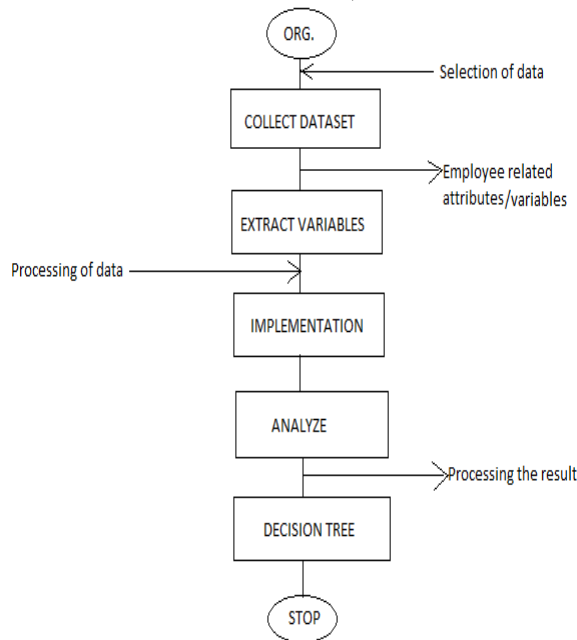 ORG.
Selection of data
COLLECT DATASET
Employee related
attributes/variables
EXTRACT VARIABLES
Processing of data
IMPLEMENTATION
ANALYZE
Processing the result
DECISION TREE
STOP